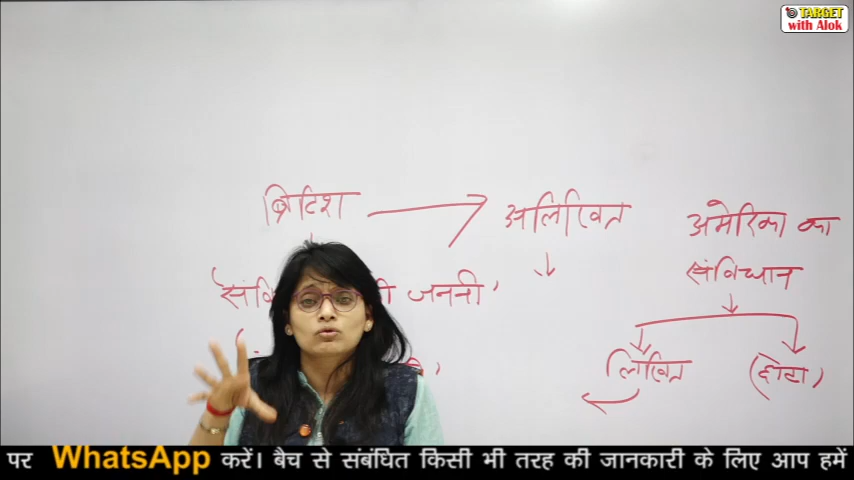 TARGET
with Alok
ब्रिटिश
अलिखित
अमेरिका का
संविधान
जननी'
लिखित
(छोटा)
पर WhatsApp करें। बैच से संबंधित किसी भी तरह की जानकारी के लिए आप हमें